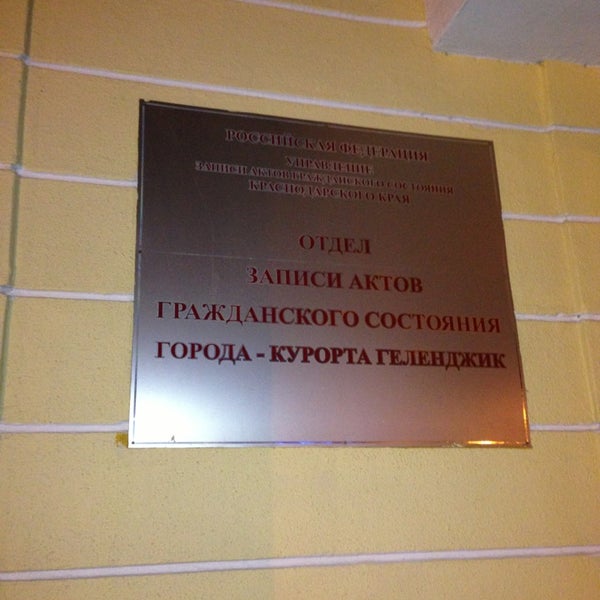 РОССИЙСКАЯ ФЕДЕРАЦИЯ
УПРАВЛЕНИЕ
ЗАПИСИ АКТОВ ГРАЖДАНСКОГО СОСТОЯНИЯ
КРАСНОДАРСКОГО КРАЯ
ОТДЕЛ
ЗАПИСИ АКТОВ
ГРАЖДАНСКОГО СОСТОЯНИЯ
ГОРОДА - КУРОРТА ГЕЛЕНДЖИК